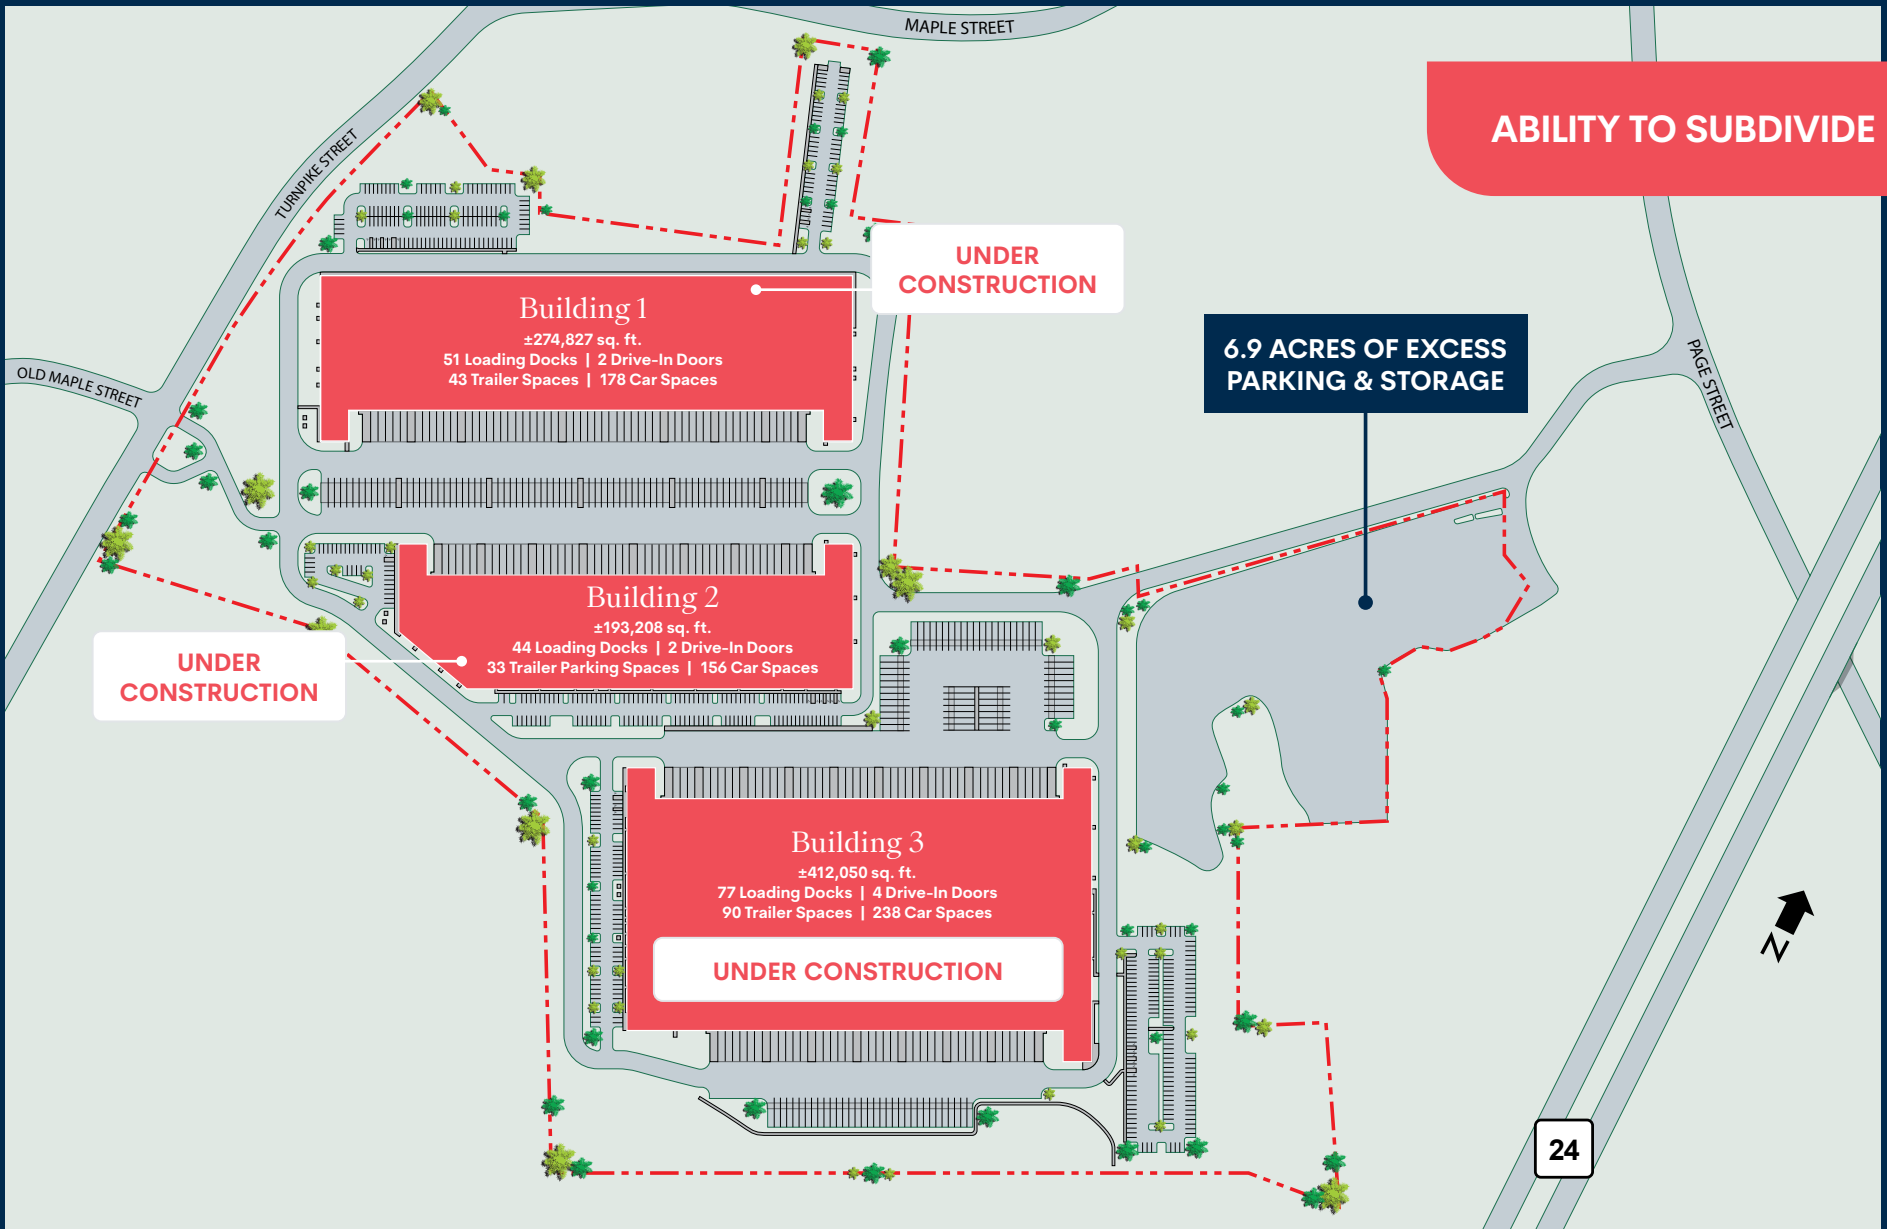 MAPLE STREET
ABILITY TO SUBDIVIDE
TURNPIKE STREET
UNDER
CONSTRUCTION
Building 1
±274,827 sq. ft.
51 Loading Docks | 2 Drive-In Doors
43 Trailer Spaces | 178 Car Spaces
6.9 ACRES OF EXCESS
PARKING & STORAGE
PAGE STREET
OLD MAPLE STREET
Building 2
±193,208 sq. ft.
44 Loading Docks | 2 Drive-In Doors
33 Trailer Parking Spaces | 156 Car Spaces
UNDER
CONSTRUCTION
Building 3
±412,050 sq. ft.
77 Loading Docks | 4 Drive-In Doors
90 Trailer Spaces | 238 Car Spaces
UNDER CONSTRUCTION
N
24